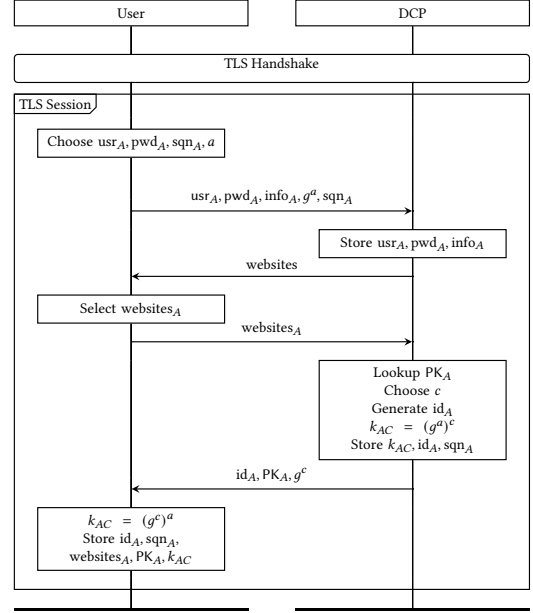 User DCP
TLS Handshake
TLS Session
Choose usr_A, pwd_A, sqn_A, a
usr_A, pwd_A, info_A, g^a, sqn_A
Store usr_A, pwd_A, info_A
websites
Select websites_A
websites_A
Lookup PK_A
Choose c
Generate id_A
k_AC = (g^a)^c
Store k_AC, id_A, sqn_A
id_A, PK_A, g^c
k_AC = (g^c)^a
Store id_A, sqn_A,
websites_A, PK_A, k_AC